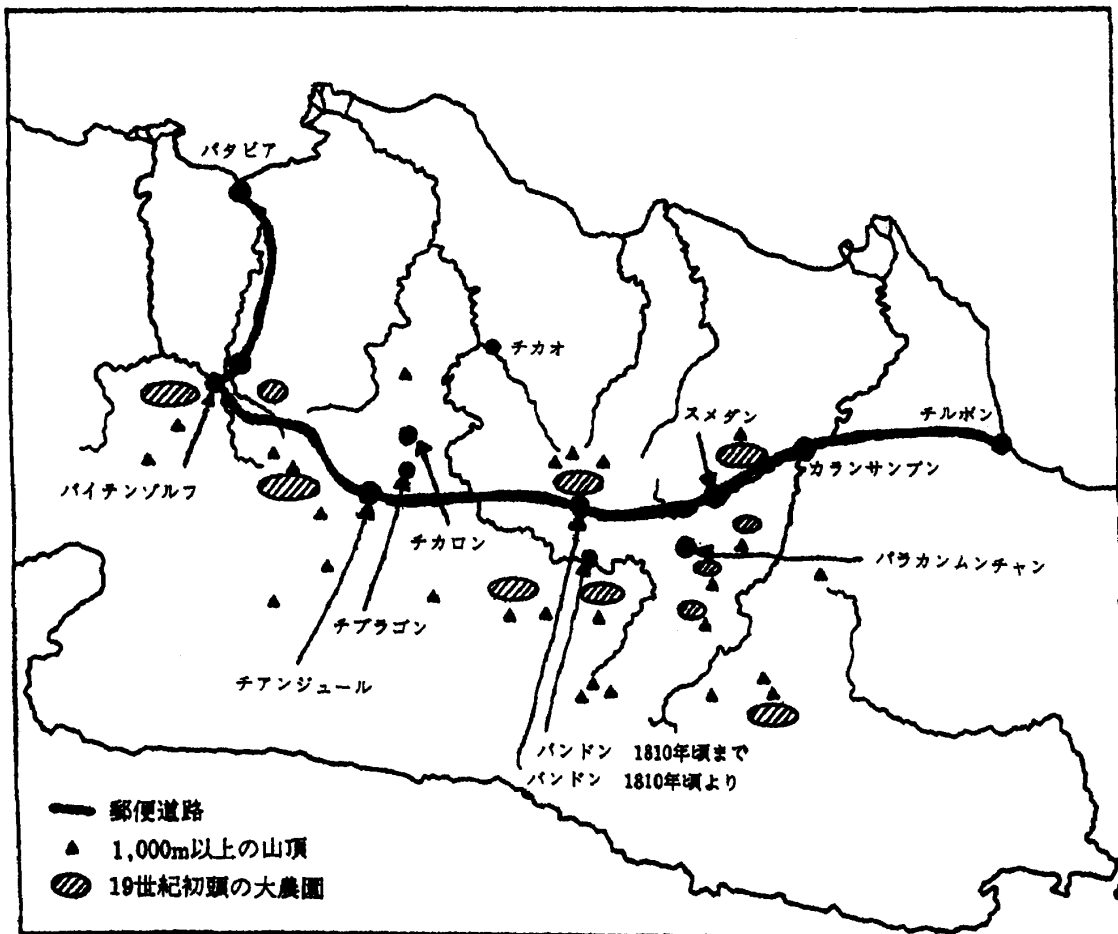 バタビア
チカオ
スメダン
チルボン
カランサンブン
バイテンゾルフ
チカロン
パラカンムンチャン
チブラゴン
チアンジュール
バンドン 1810年頃まで
バンドン 1810年頃より
郵便道路
1,000m以上の山頂
19世紀初頭の大農園